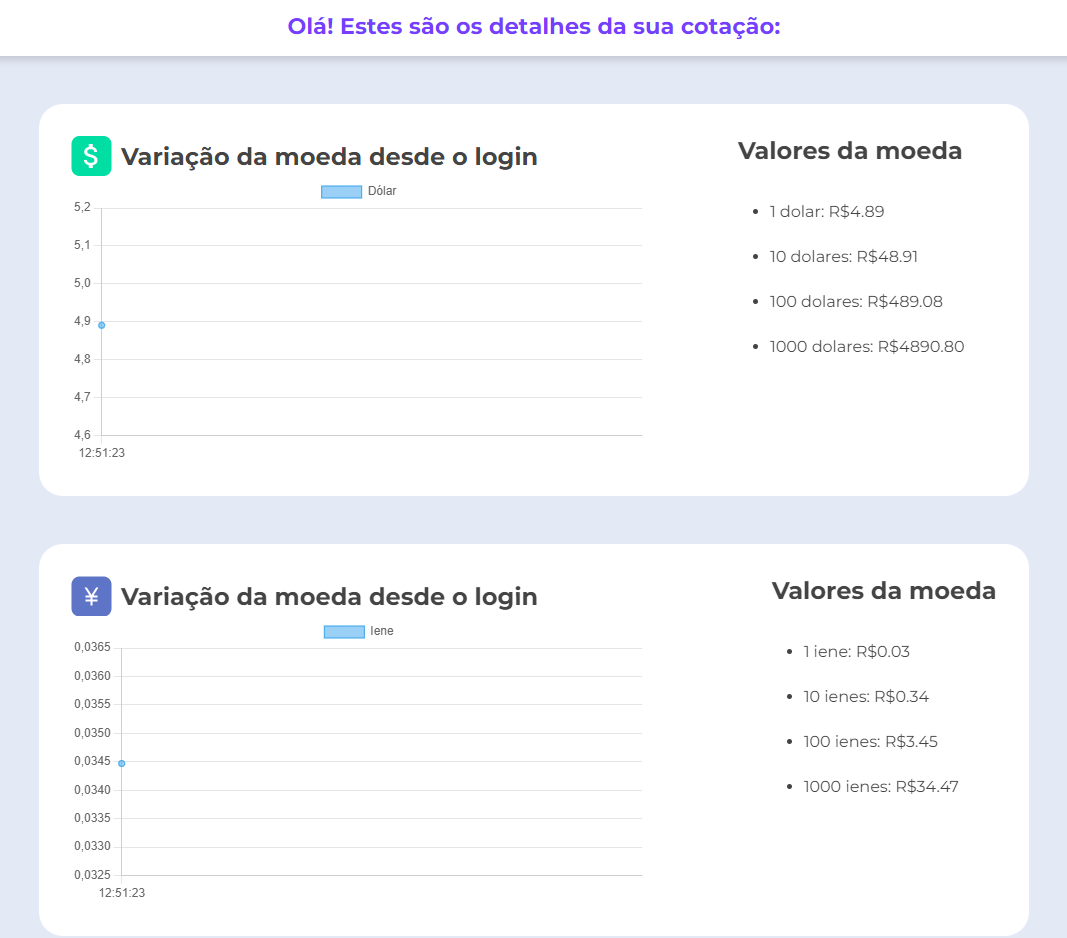 Olá! Estes são os detalhes da sua cotação:
$ Variação da moeda desde o login
Dólar
5,2
5,1
5,0
4,9
4,8
4,7
4,6
12:51:23
Valores da moeda
• 1 dolar: R$4.89
• 10 dolares: R$48.91
• 100 dolares: R$489.08
• 1000 dolares: R$4890.80
¥ Variação da moeda desde o login
Iene
0,0365
0,0360
0,0355
0,0350
0,0345
0,0340
0,0335
0,0330
0,0325
12:51:23
Valores da moeda
• 1 iene: R$0.03
• 10 ienes: R$0.34
• 100 ienes: R$3.45
• 1000 ienes: R$34.47